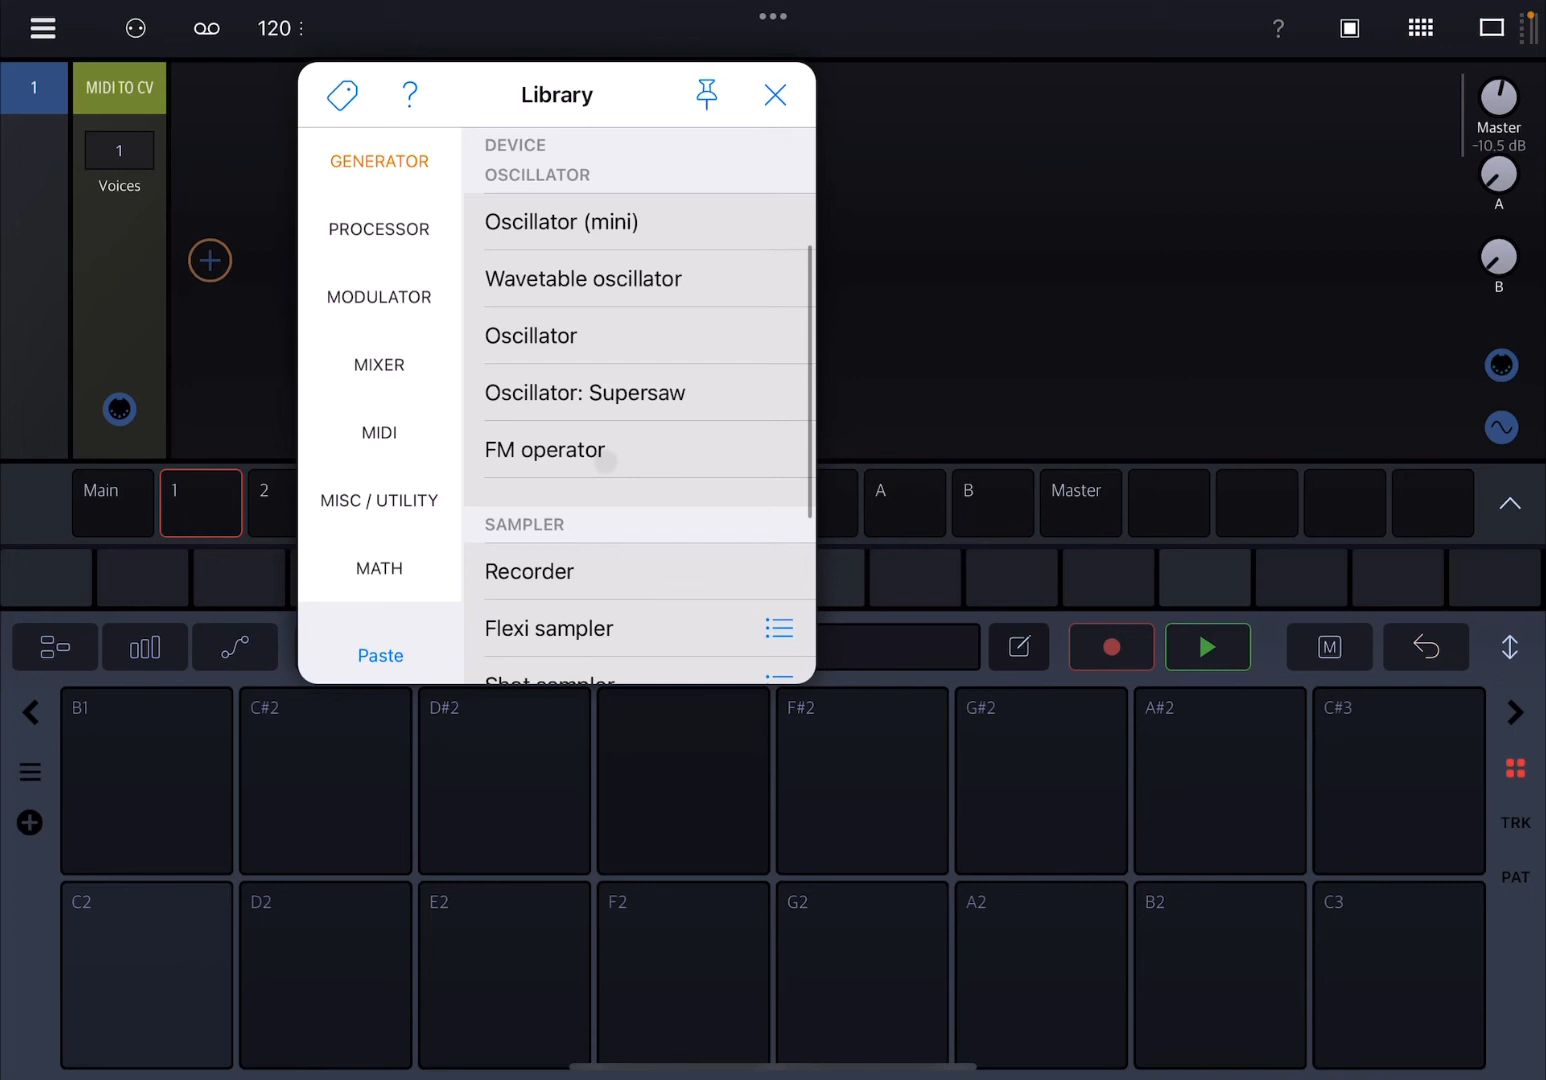 120
?
1
MIDI TO CV
1
Voices
? Library
GENERATOR
PROCESSOR
MODULATOR
MIXER
MIDI
MISC / UTILITY
MATH
Paste
DEVICE
OSCILLATOR
Oscillator (mini)
Wavetable oscillator
Oscillator
Oscillator: Supersaw
FM operator
SAMPLER
Recorder
Flexi sampler
Shot sampler
Master
-10.5 dB
A
B
Main 1 2 A B Master
M
B1 C#2 D#2 F#2 G#2 A#2 C#3
TRK
PAT
C2 D2 E2 F2 G2 A2 B2 C3